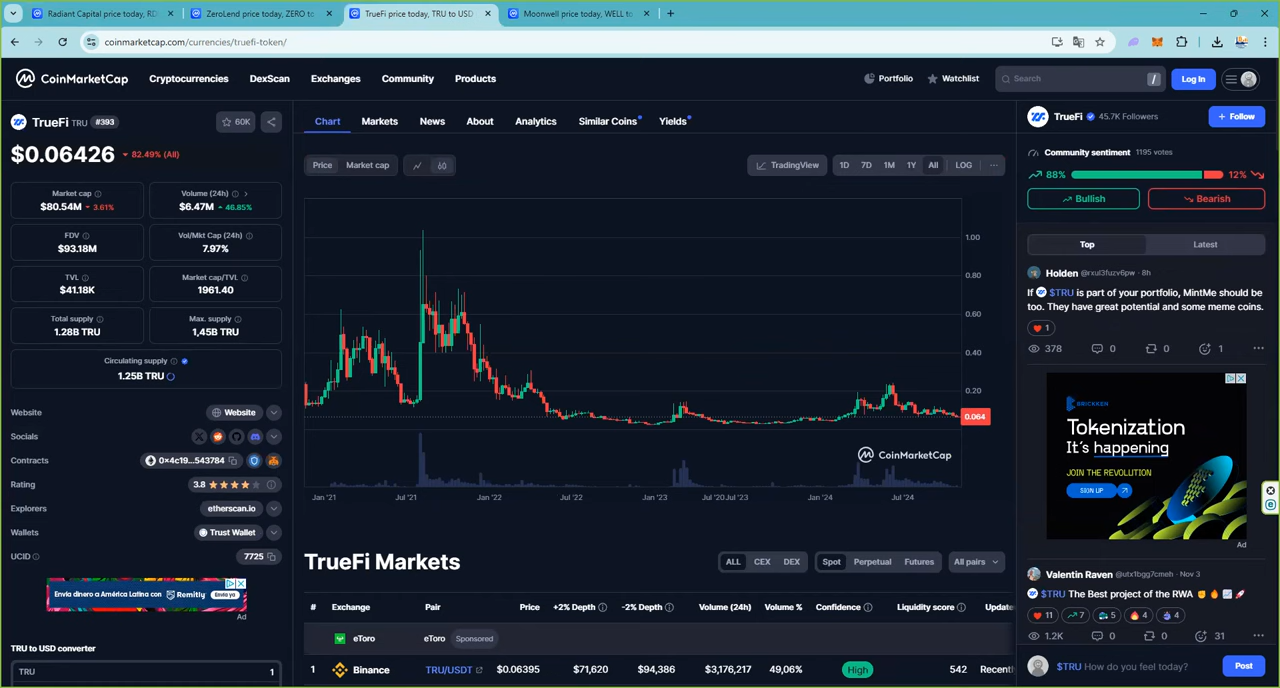 Radiant Capital price today, RD
ZeroLend price today, ZERO to
TrueFi price today, TRU to USD
Moonwell price today, WELL to
coinmarketcap.com/currencies/truefi-token/
CoinMarketCap
Cryptocurrencies
DexScan
Exchanges
Community
Products
Portfolio
Watchlist
Search
/
Log In
TrueFi TRU #393
60K
$0.06426
82.49% (All)
Market cap
$80.54M 3.61%
Volume (24h)
$6.47M 46.85%
FDV
$93.18M
Vol/Mkt Cap (24h)
7.97%
TVL
$41.18K
Market cap/TVL
1961.40
Total supply
1.28B TRU
Max. supply
1,45B TRU
Circulating supply
1.25B TRU
Website
Website
Socials
Contracts
0x4c19...543784
Rating
3.8
Explorers
etherscan.io
Wallets
Trust Wallet
UCID
7725
Envía dinero a América Latina con
Remitly
Envía ya
Ad
TRU to USD converter
TRU
1
Chart
Markets
News
About
Analytics
Similar Coins
Yields
Price
Market cap
TradingView
1D
7D
1M
1Y
All
LOG
1.00
0.80
0.60
0.40
0.20
0.064
CoinMarketCap
Jan '21
Jul '21
Jan '22
Jul '22
Jan '23
Jul '20 Jul '23
Jan '24
Jul '24
TrueFi Markets
ALL
CEX
DEX
Spot
Perpetual
Futures
All pairs
#
Exchange
Pair
Price
+2% Depth
-2% Depth
Volume (24h)
Volume %
Confidence
Liquidity score
Update
eToro
eToro
Sponsored
1
Binance
TRU/USDT
$0.06395
$71,620
$94,386
$3,176,217
49,06%
High
542
Recent
TrueFi
45.7K Followers
+ Follow
Community sentiment 1195 votes
88%
12%
Bullish
Bearish
Top
Latest
Holden @rxul3fuzv6pw · 8h
If $TRU is part of your portfolio, MintMe should be
too. They have great potential and some meme coins.
1
378
0
0
1
BRICKKEN
Tokenization
It's happening
JOIN THE REVOLUTION
SIGN UP
Ad
Valentin Raven @utx1bgg7cmeh · Nov 3
$TRU The Best project of the RWA
11
7
5
4
4
1.2K
0
0
31
$TRU How do you feel today?
Post